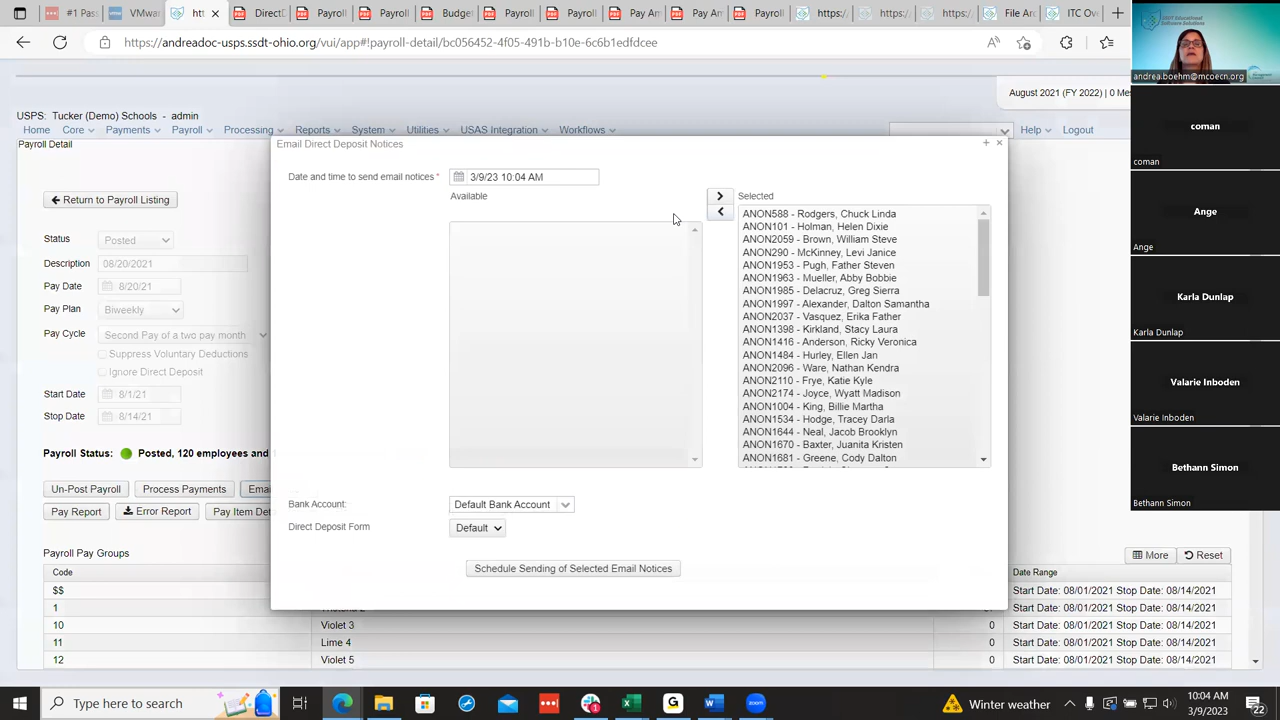 VMw
htt
DirectD
Payroll
Payroll
Bala
Pay
Payroll
Pay Arr
Pay Arr
Payroll
https:/
https:/
https:/
File Arc
ITC Ov
https://andreadoc-usps.ssdt-ohio.org/vui/app#!payroll-detail/bc056452-4f05-491b-b10e-6c6b1edfdcee
SSDT Educational
Software Solutions
andrea.boehm@mcoecn.org
August 2021 (FY 2022) | 0 Mes
USPS: Tucker (Demo) Schools - admin
Home Core Payments Payroll Processing Reports System Utilities USAS Integration Workflows Help Logout
Payroll Detail
Return to Payroll Listing
Status Posted
Description 08/20/2021
Pay Date 8/20/21
Pay Plan Biweekly
Pay Cycle Second Pay of a two pay month
Suppress Voluntary Deductions
Ignore Direct Deposit
Start Date 8/1/21
Stop Date 8/14/21
Payroll Status: Posted, 120 employees and
Un-Post Payroll Process Payments Ema
Pay Report Error Report Pay Item Det
Payroll Pay Groups
More Reset
Code Date Range
$$ Start Date: 08/01/2021 Stop Date: 08/14/2021
1 Start Date: 08/01/2021 Stop Date: 08/14/2021
10 Violet 3 0 Start Date: 08/01/2021 Stop Date: 08/14/2021
11 Lime 4 0 Start Date: 08/01/2021 Stop Date: 08/14/2021
12 Violet 5 0 Start Date: 08/01/2021 Stop Date: 08/14/2021
Email Direct Deposit Notices
Date and time to send email notices * 3/9/23 10:04 AM
Available
Selected
ANON588 - Rodgers, Chuck Linda
ANON101 - Holman, Helen Dixie
ANON2059 - Brown, William Steve
ANON290 - McKinney, Levi Janice
ANON1953 - Pugh, Father Steven
ANON1963 - Mueller, Abby Bobbie
ANON1985 - Delacruz, Greg Sierra
ANON1997 - Alexander, Dalton Samantha
ANON2037 - Vasquez, Erika Father
ANON1398 - Kirkland, Stacy Laura
ANON1416 - Anderson, Ricky Veronica
ANON1484 - Hurley, Ellen Jan
ANON2096 - Ware, Nathan Kendra
ANON2110 - Frye, Katie Kyle
ANON2174 - Joyce, Wyatt Madison
ANON1004 - King, Billie Martha
ANON1534 - Hodge, Tracey Darla
ANON1644 - Neal, Jacob Brooklyn
ANON1670 - Baxter, Juanita Kristen
ANON1681 - Greene, Cody Dalton
Bank Account: Default Bank Account
Direct Deposit Form Default
Schedule Sending of Selected Email Notices
coman
coman
Ange
Ange
Karla Dunlap
Karla Dunlap
Valarie Inboden
Valarie Inboden
Bethann Simon
Bethann Simon
Type here to search
Winter weather
10:04 AM
3/9/2023
22